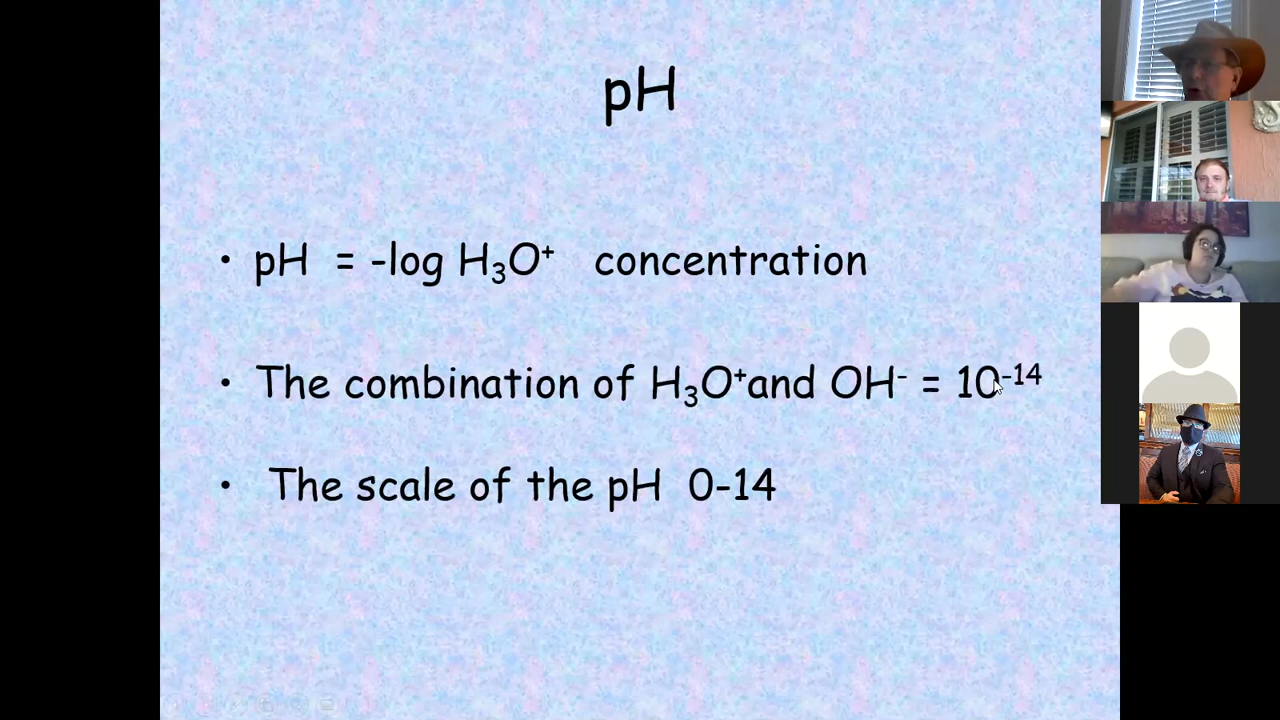 pH
• pH = -log H₃O⁺ concentration
• The combination of H₃O⁺and OH⁻ = 10⁻¹⁴
• The scale of the pH 0-14